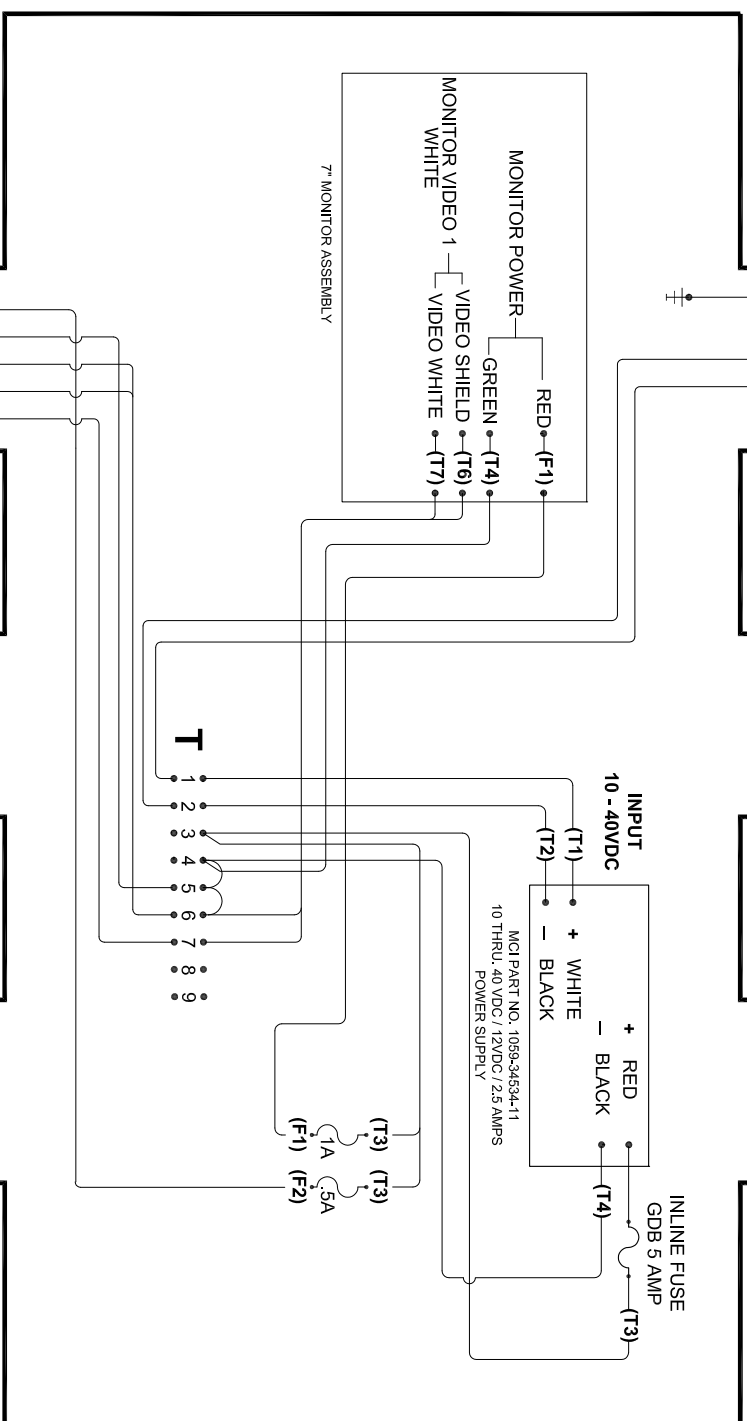 MONITOR POWER
RED
(F1)
GREEN
(T4)
MONITOR VIDEO 1
WHITE
VIDEO SHIELD
(T6)
VIDEO WHITE
(T7)
7" MONITOR ASSEMBLY
INPUT
10 - 40VDC
(T1)
(T2)
+ WHITE
− BLACK
+ RED
− BLACK
MCI PART NO. 1059-34534-11
10 THRU. 40 VDC / 12VDC / 2.5 AMPS
POWER SUPPLY
INLINE FUSE
GDB 5 AMP
(T3)
(T4)
T
1
2
3
4
5
6
7
8
9
(T3)
1A
(F1)
(T3)
.5A
(F2)